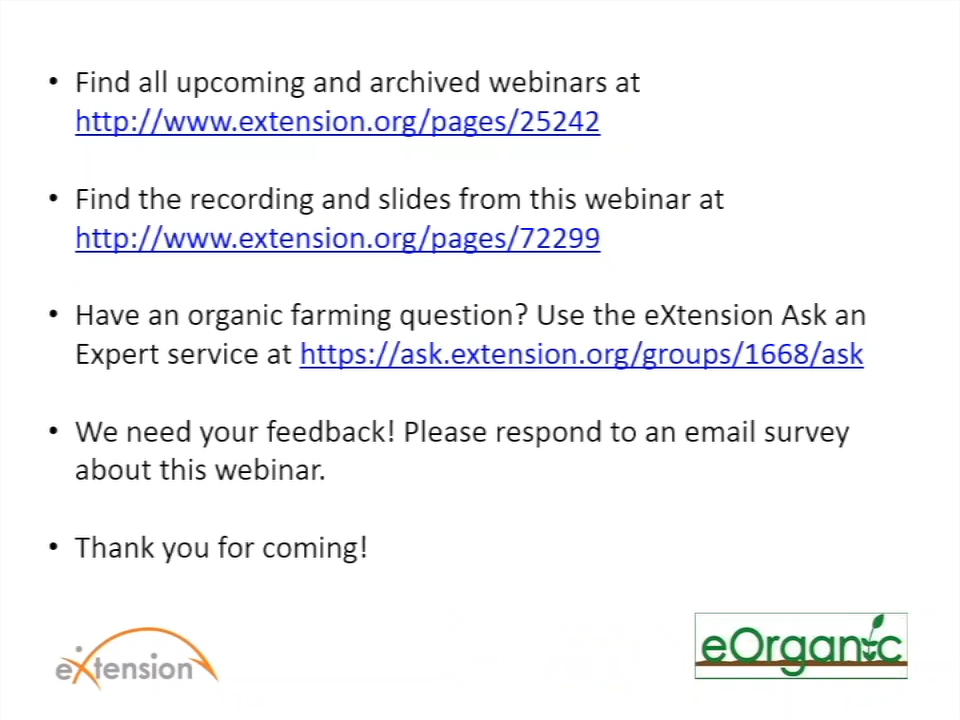 • Find all upcoming and archived webinars at
http://www.extension.org/pages/25242
• Find the recording and slides from this webinar at
http://www.extension.org/pages/72299
• Have an organic farming question? Use the eXtension Ask an
Expert service at https://ask.extension.org/groups/1668/ask
• We need your feedback! Please respond to an email survey
about this webinar.
• Thank you for coming!
eXtension
eOrganic